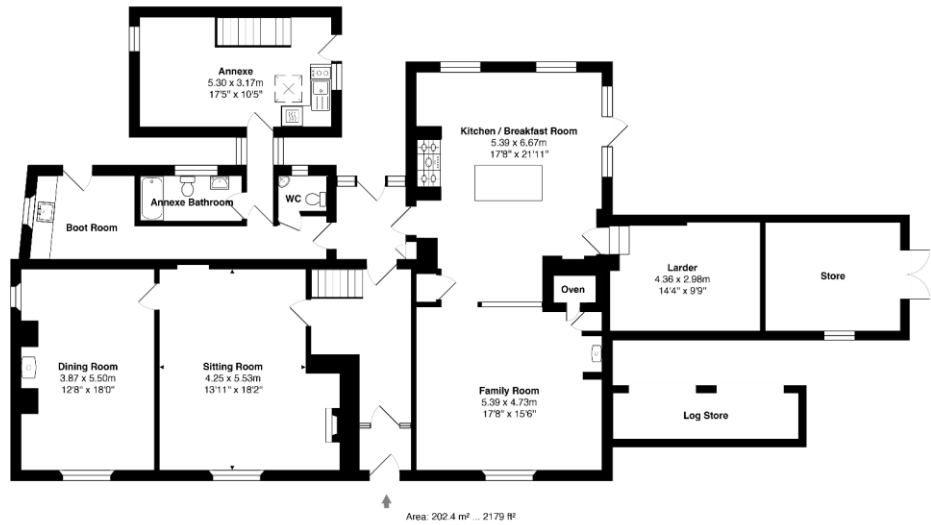 Annexe
5.30 x 3.17m
17'5" x 10'5"
Kitchen / Breakfast Room
5.39 x 6.67m
17'8" x 21'11"
Annexe Bathroom
WC
Boot Room
Larder
4.36 x 2.98m
14'4" x 9'9"
Store
Oven
Dining Room
3.87 x 5.50m
12'8" x 18'0"
Sitting Room
4.25 x 5.53m
13'11" x 18'2"
Family Room
5.39 x 4.73m
17'8" x 15'6"
Log Store
Area: 202.4 m² ... 2179 ft²